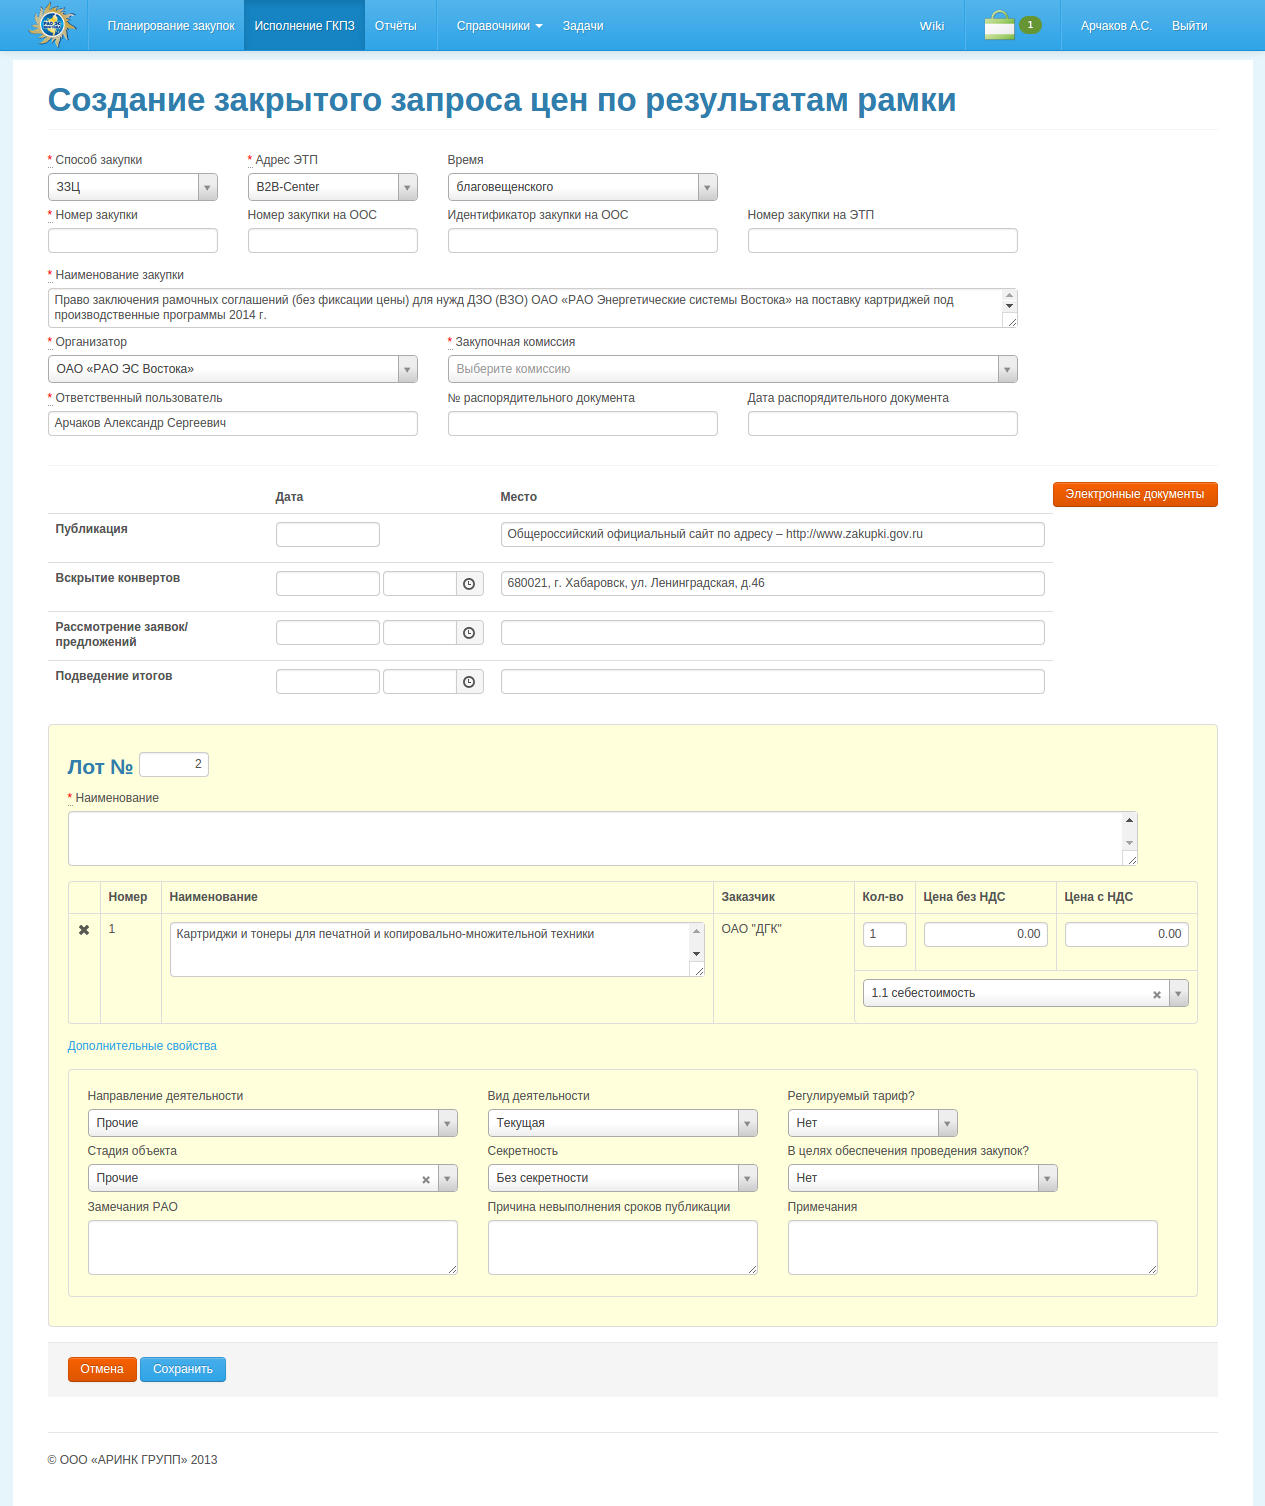 Планирование закупок Исполнение ГКПЗ Отчёты Справочники Задачи Wiki 1 Арчаков А.С. Выйти
Создание закрытого запроса цен по результатам рамки
* Способ закупки * Адрес ЭТП Время
ЗЗЦ B2B-Center благовещенского
* Номер закупки Номер закупки на ООС Идентификатор закупки на ООС Номер закупки на ЭТП
* Наименование закупки
Право заключения рамочных соглашений (без фиксации цены) для нужд ДЗО (ВЗО) ОАО «РАО Энергетические системы Востока» на поставку картриджей под
производственные программы 2014 г.
* Организатор * Закупочная комиссия
ОАО «РАО ЭС Востока» Выберите комиссию
* Ответственный пользователь № распорядительного документа Дата распорядительного документа
Арчаков Александр Сергеевич
Дата Место Электронные документы
Публикация Общероссийский официальный сайт по адресу – http://www.zakupki.gov.ru
Вскрытие конвертов 680021, г. Хабаровск, ул. Ленинградская, д.46
Рассмотрение заявок/
предложений
Подведение итогов
Лот № 2
* Наименование
Номер Наименование Заказчик Кол-во Цена без НДС Цена с НДС
1 Картриджи и тонеры для печатной и копировально-множительной техники ОАО "ДГК" 1 0.00 0.00
1.1 себестоимость
Дополнительные свойства
Направление деятельности Вид деятельности Регулируемый тариф?
Прочие Текущая Нет
Стадия объекта Секретность В целях обеспечения проведения закупок?
Прочие Без секретности Нет
Замечания РАО Причина невыполнения сроков публикации Примечания
Отмена Сохранить
© ООО «АРИНК ГРУПП» 2013